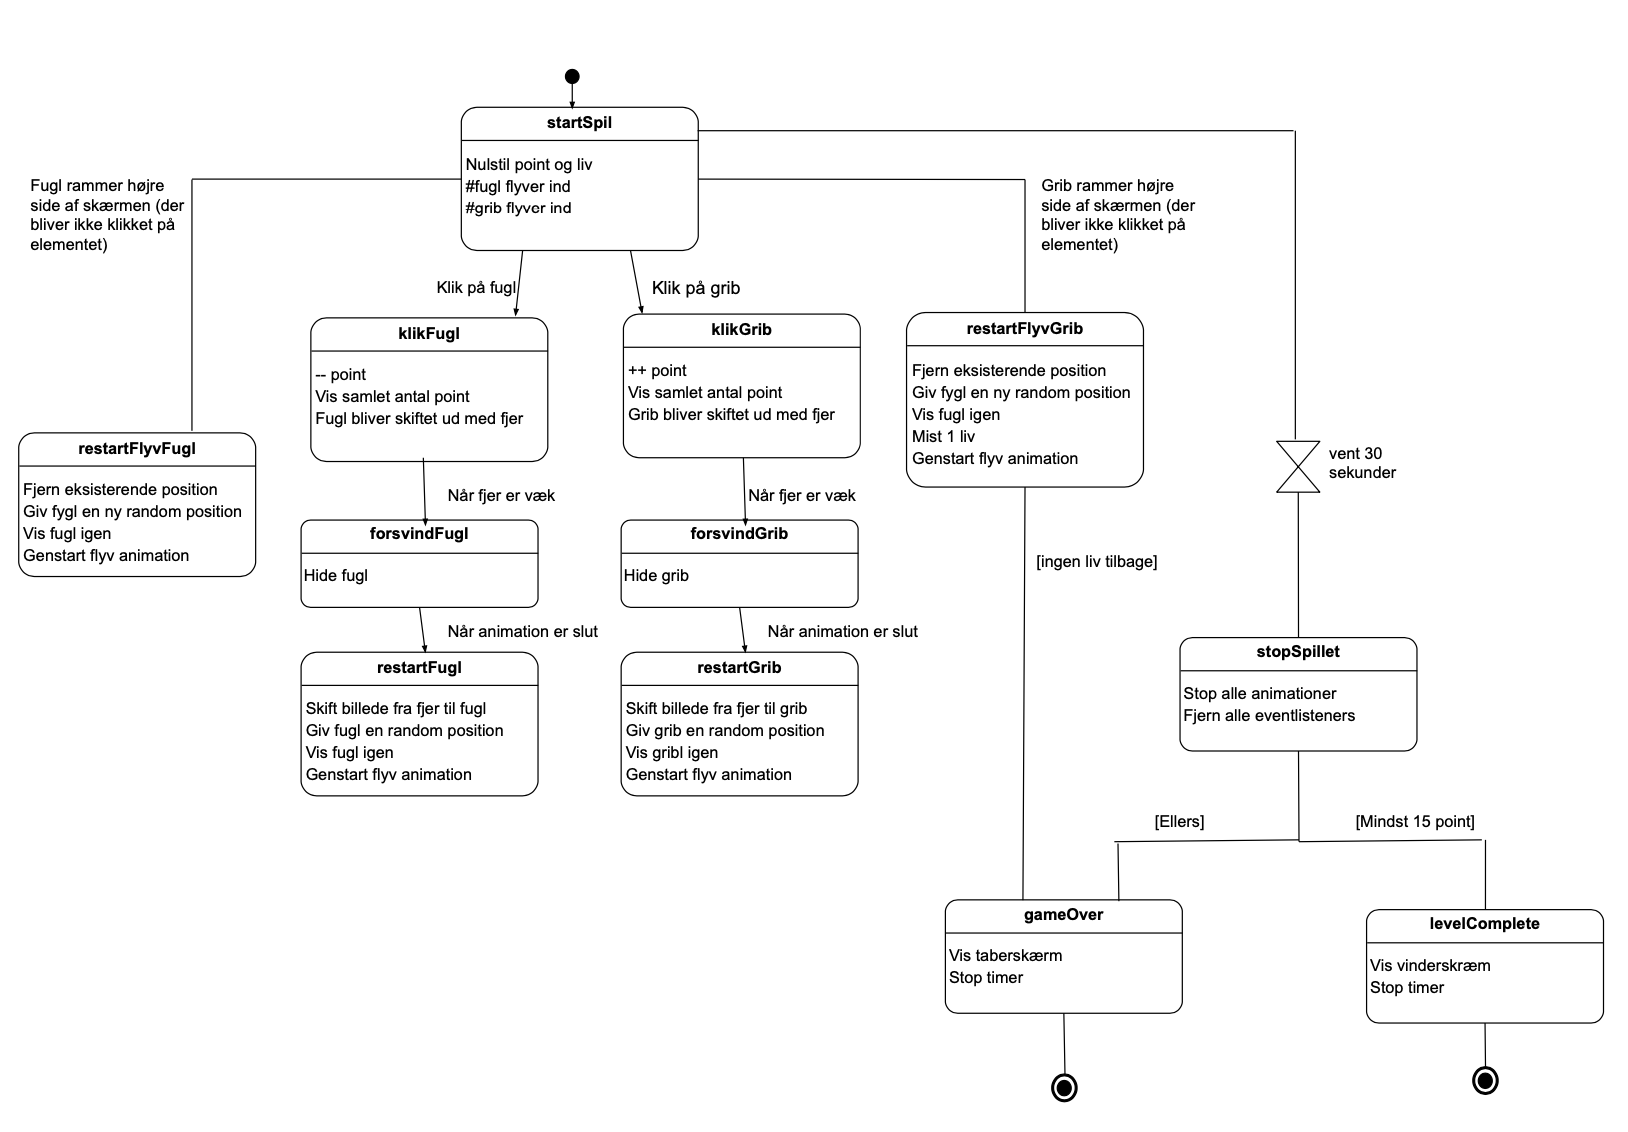 startSpil
Nulstil point og liv
#fugl flyver ind
#grib flyver ind
Fugl rammer højre
side af skærmen (der
bliver ikke klikket på
elementet)
Grib rammer højre
side af skærmen (der
bliver ikke klikket på
elementet)
Klik på fugl
Klik på grib
restartFlyvFugl
Fjern eksisterende position
Giv fygl en ny random position
Vis fugl igen
Genstart flyv animation
klikFugl
-- point
Vis samlet antal point
Fugl bliver skiftet ud med fjer
Når fjer er væk
forsvindFugl
Hide fugl
Når animation er slut
restartFugl
Skift billede fra fjer til fugl
Giv fugl en random position
Vis fugl igen
Genstart flyv animation
klikGrib
++ point
Vis samlet antal point
Grib bliver skiftet ud med fjer
Når fjer er væk
forsvindGrib
Hide grib
Når animation er slut
restartGrib
Skift billede fra fjer til grib
Giv grib en random position
Vis gribl igen
Genstart flyv animation
restartFlyvGrib
Fjern eksisterende position
Giv fygl en ny random position
Vis fugl igen
Mist 1 liv
Genstart flyv animation
[ingen liv tilbage]
vent 30
sekunder
stopSpillet
Stop alle animationer
Fjern alle eventlisteners
[Ellers]
[Mindst 15 point]
gameOver
Vis taberskærm
Stop timer
levelComplete
Vis vinderskræm
Stop timer